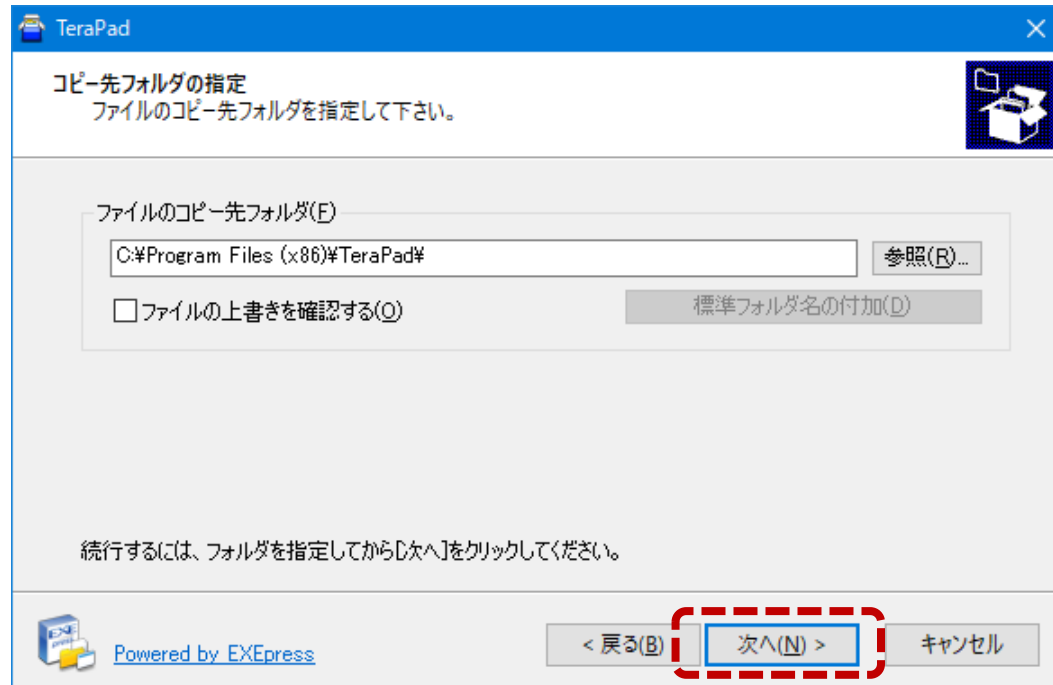 TeraPad
コピー先フォルダの指定
ファイルのコピー先フォルダを指定して下さい。
ファイルのコピー先フォルダ(F)
C:¥Program Files (x86)¥TeraPad¥
参照(R)...
ファイルの上書きを確認する(O)
標準フォルダ名の付加(D)
続行するには、フォルダを指定してから[次へ]をクリックしてください。
Powered by EXEpress
< 戻る(B)
次へ(N) >
キャンセル